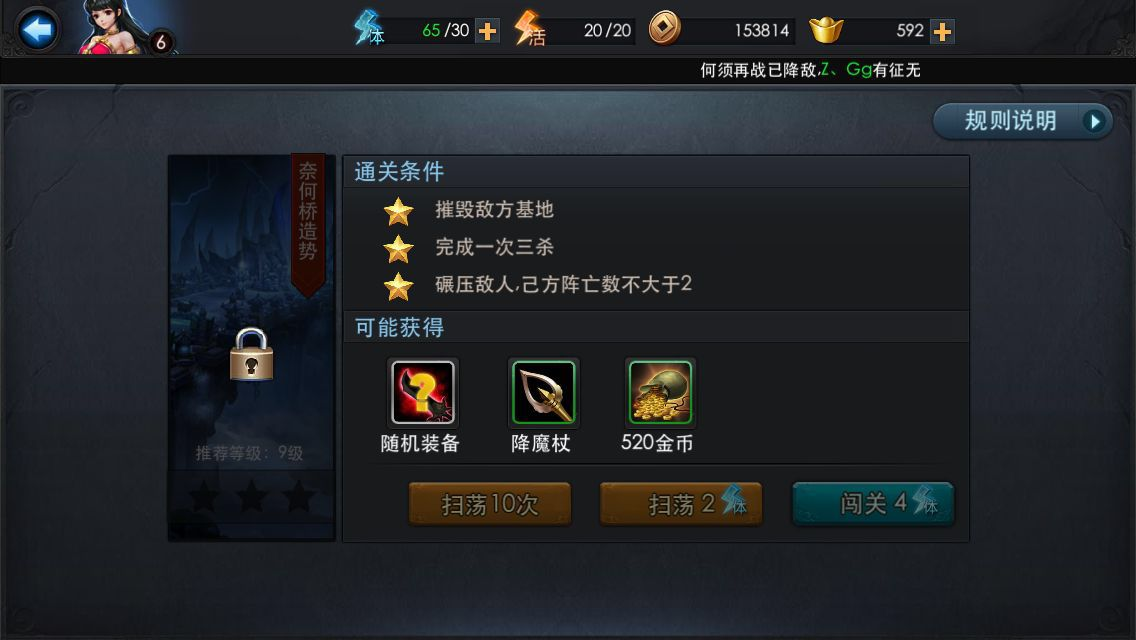 6
体
65/30
活
20/20
153814
592
何须再战已降敌,Z、Gg有征无
规则说明
奈何桥造势
推荐等级：9级
通关条件
摧毁敌方基地
完成一次三杀
碾压敌人,己方阵亡数不大于2
可能获得
随机装备
降魔杖
520金币
扫荡10次
扫荡 2 体
闯关 4 体